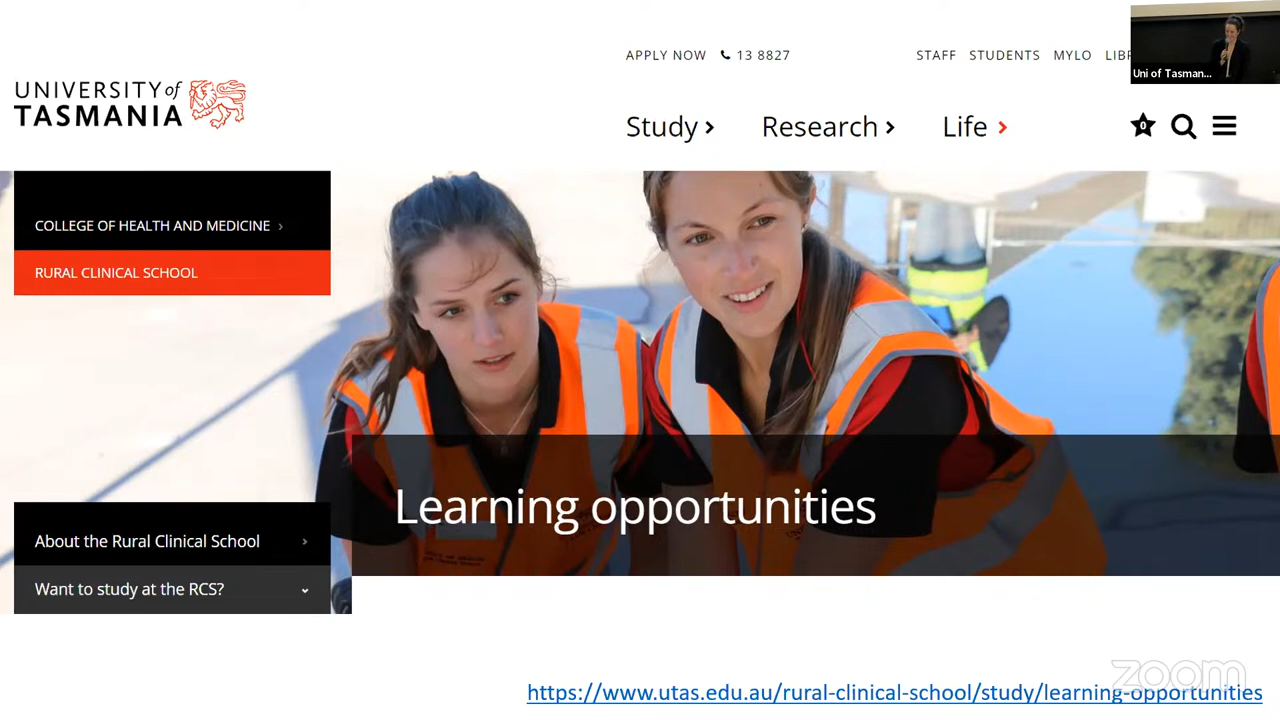 APPLY NOW 13 8827
STAFF STUDENTS MYLO
Uni of Tasman...
UNIVERSITY of
TASMANIA
Study
Research
Life
0
COLLEGE OF HEALTH AND MEDICINE
RURAL CLINICAL SCHOOL
Learning opportunities
About the Rural Clinical School
Want to study at the RCS?
zoom
https://www.utas.edu.au/rural-clinical-school/study/learning-opportunities